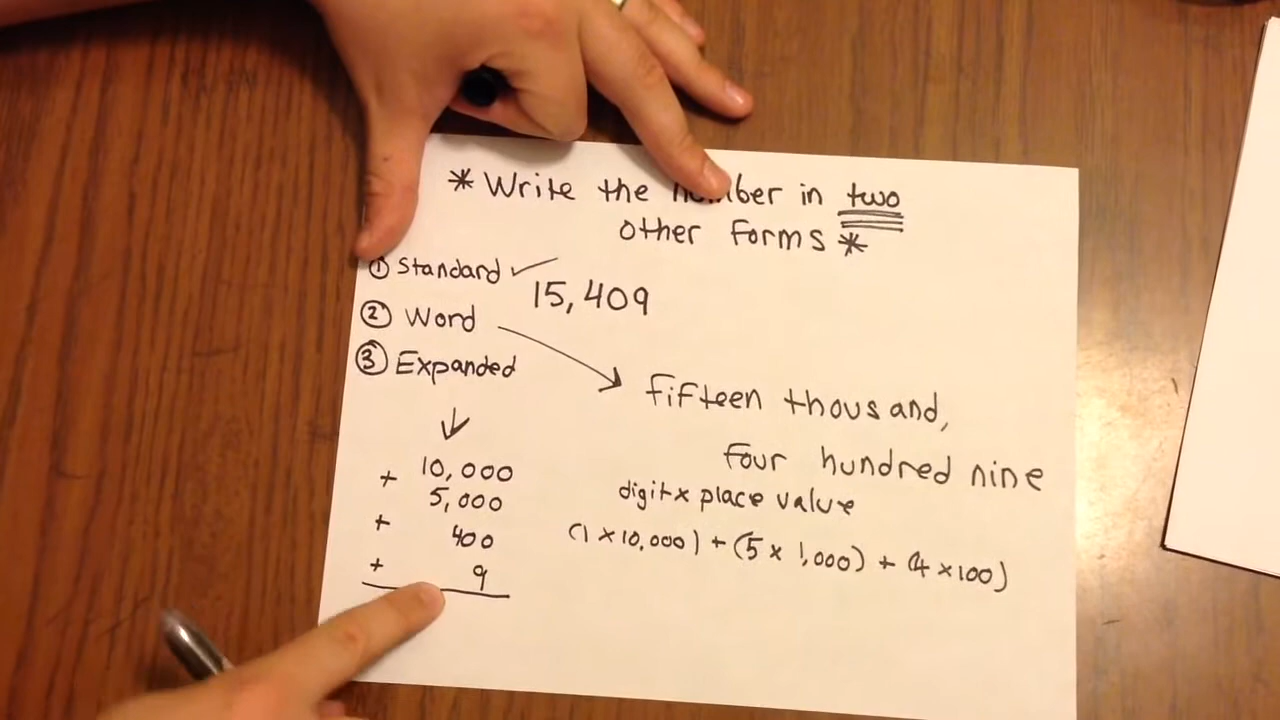 *Write the number in two
other forms*
① Standard ✓
15,409
② Word
③ Expanded
fifteen thousand,
four hundred nine
10,000
+ 5,000
+ 400
+ 9
digit x place value
(1 x 10,000) + (5 x 1,000) + (4 x 100)